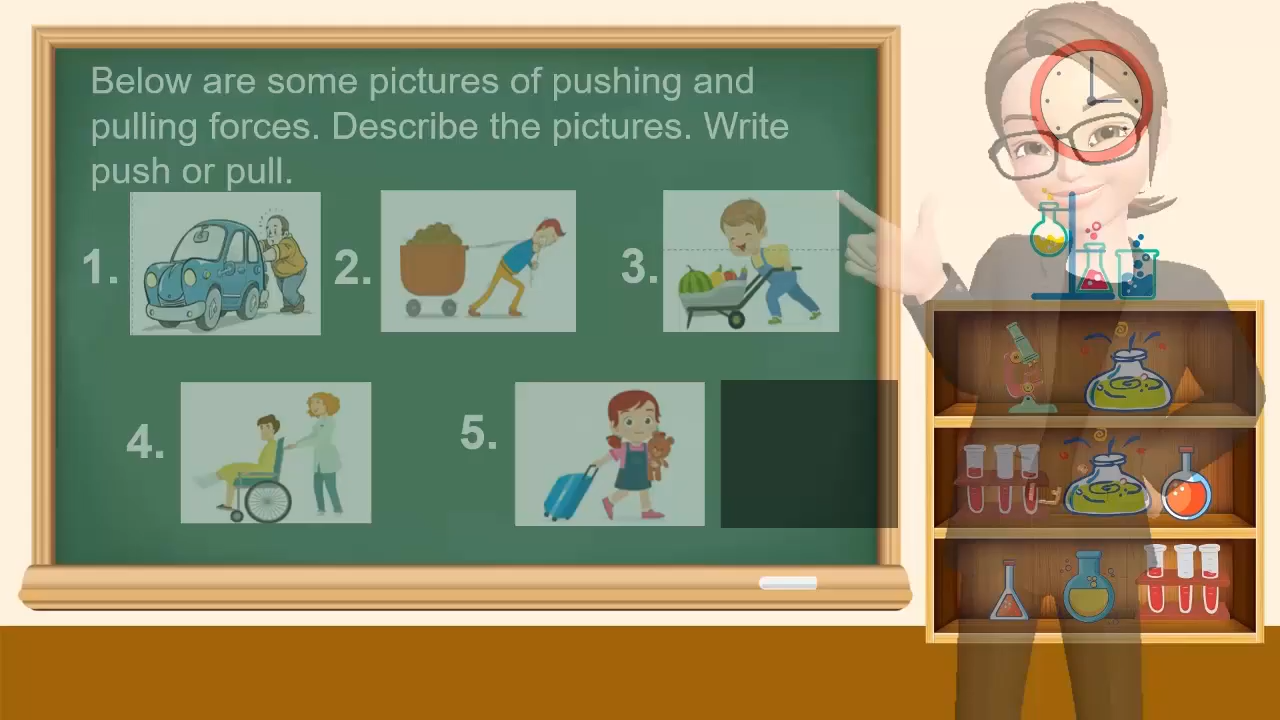 Below are some pictures of pushing and
pulling forces. Describe the pictures. Write
push or pull.
1. 2. 3.
4. 5.